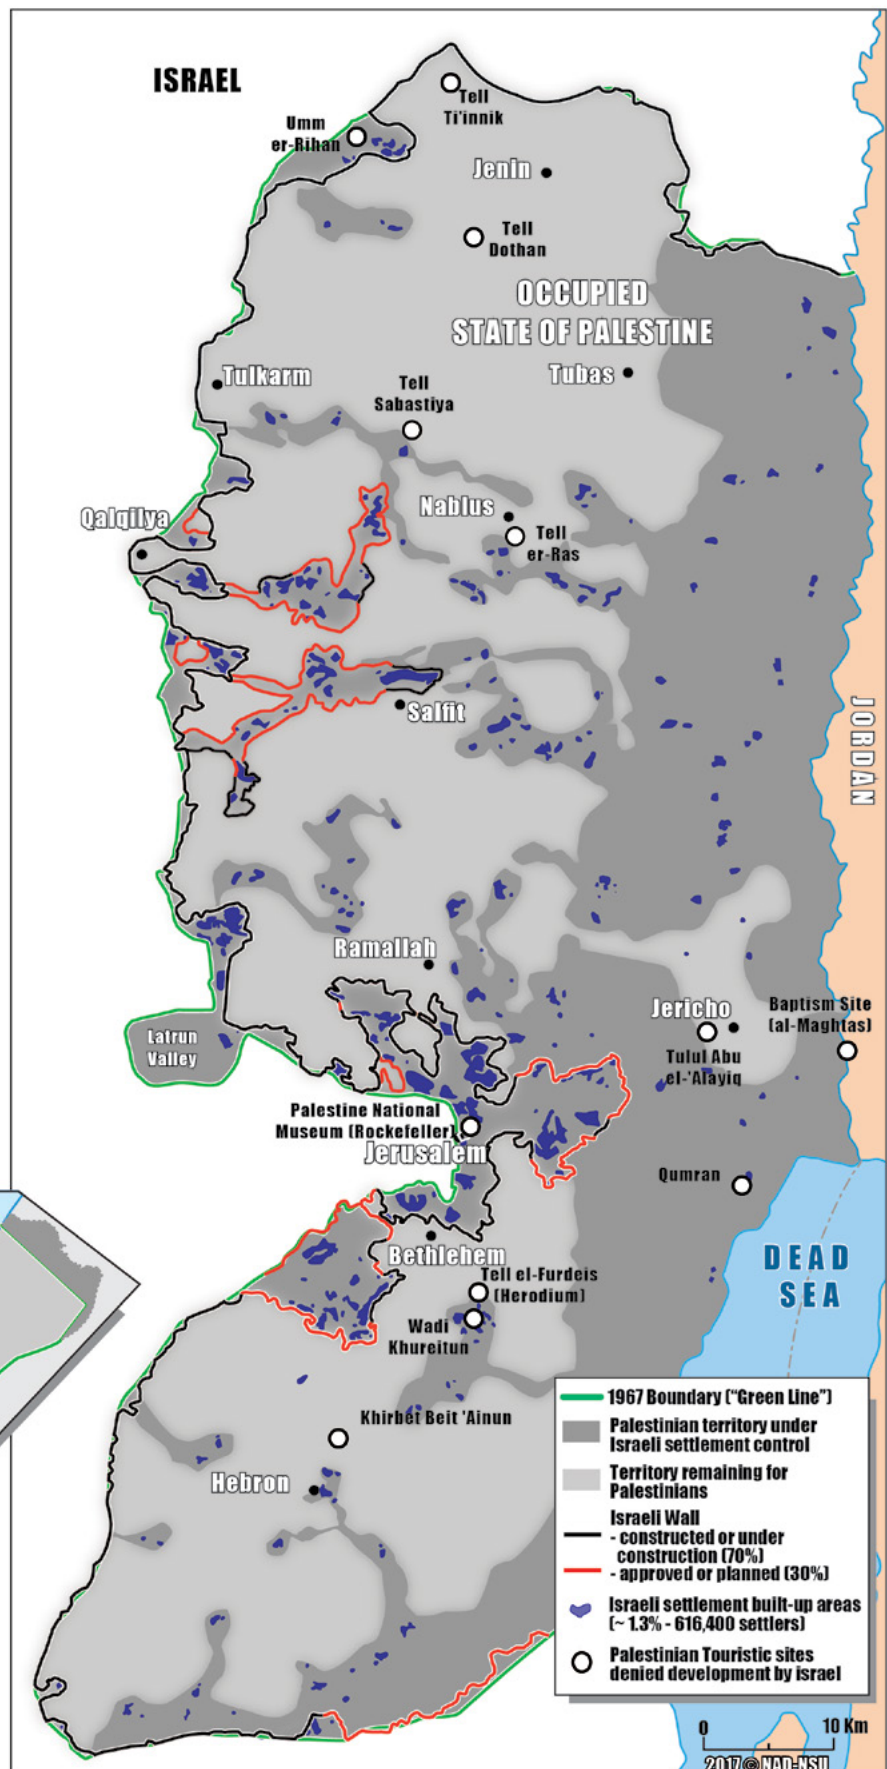 ISRAEL
Tell
Ti'innik
Umm
er-Rihan
Jenin
Tell
Dothan
OCCUPIED
STATE OF PALESTINE
Tulkarm
Tubas
Tell
Sabastiya
Qalqilya
Nablus
Tell
er-Ras
Salfit
JORDAN
Ramallah
Jericho
Baptism Site
(al-Maghtas)
Latrun
Valley
Tulul Abu
el-'Alayiq
Palestine National
Museum (Rockefeller)
Jerusalem
Qumran
Bethlehem
DEAD
SEA
Tell el-Furdeis
(Herodium)
Wadi
Khureitun
Khirbet Beit 'Ainun
Hebron
1967 Boundary ("Green Line")
Palestinian territory under
Israeli settlement control
Territory remaining for
Palestinians
Israeli Wall
- constructed or under
construction (70%)
- approved or planned (30%)
Israeli settlement built-up areas
(~ 1.3% - 616,400 settlers)
Palestinian Touristic sites
denied development by israel
0 10 Km
2017 © NAD-NSU